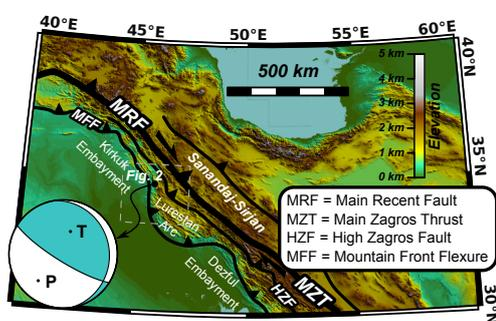 40°E
45°E
50°E
55°E
60°E
40°N
35°N
30°N
500 km
5 km
4 km
3 km
2 km
1 km
0 km
Elevation
MRF
MFF
Kirkuk
Embayment
Fig. 2
Sanandaj-Sirjan
Lurestan
Arc
Dezful
Embayment
HZF
MZT
MRF = Main Recent Fault
MZT = Main Zagros Thrust
HZF = High Zagros Fault
MFF = Mountain Front Flexure
T
P